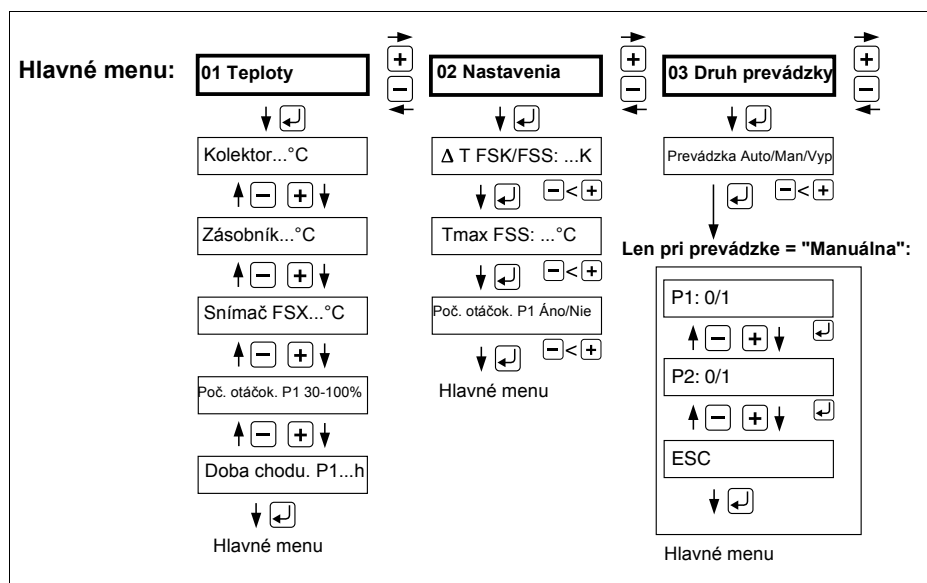 Hlavné menu:
01 Teploty
+
−
02 Nastavenia
+
−
03 Druh prevádzky
+
−
Kolektor...°C
− +
Zásobník...°C
− +
Snímač FSX...°C
− +
Poč. otáčok. P1 30-100%
− +
Doba chodu. P1...h
Hlavné menu
Δ T FSK/FSS: ...K
−<+
Tmax FSS: ...°C
−<+
Poč. otáčok. P1 Áno/Nie
−<+
Hlavné menu
Prevádzka Auto/Man/Vyp
−<+
Len pri prevádzke = "Manuálna":
P1: 0/1
− +
P2: 0/1
− +
ESC
Hlavné menu